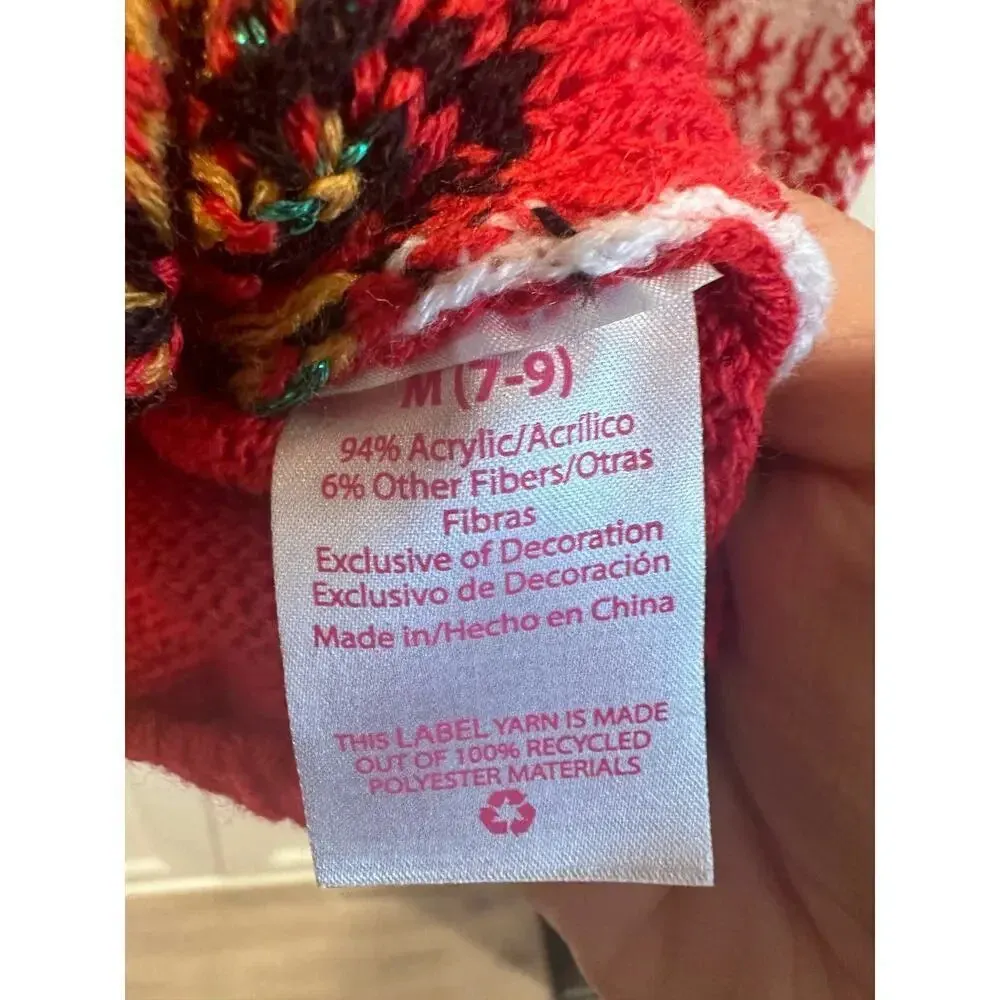 M (7-9)
94% Acrylic/Acrílico
6% Other Fibers/Otras
Fibras
Exclusive of Decoration
Exclusivo de Decoración
Made in/Hecho en China
THIS LABEL YARN IS MADE
OUT OF 100% RECYCLED
POLYESTER MATERIALS